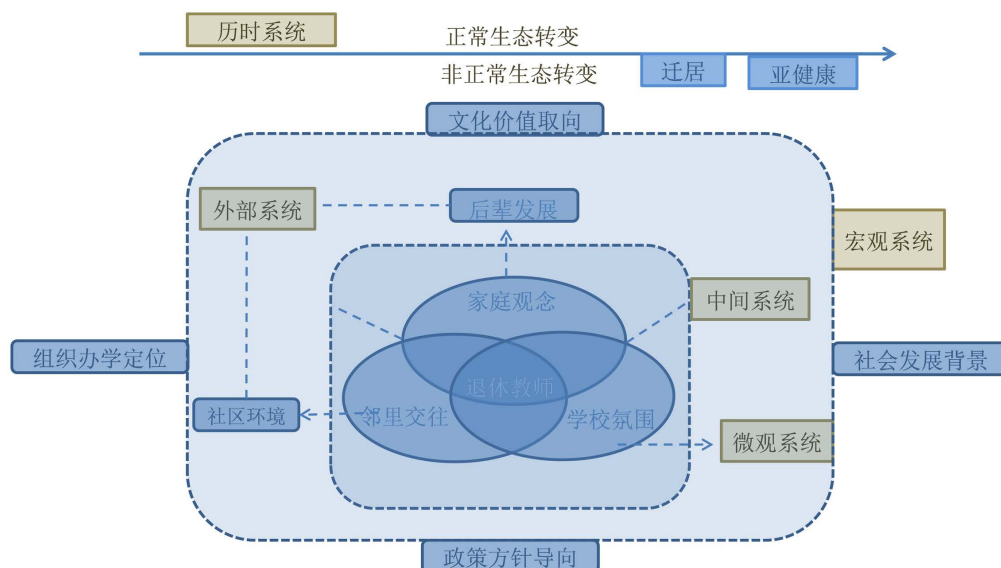 历时系统
正常生态转变
非正常生态转变
迁居
亚健康
文化价值取向
外部系统
后辈发展
宏观系统
家庭观念
中间系统
组织办学定位
社会发展背景
退休教师
社区环境
邻里交往
学校氛围
微观系统
政策方针导向